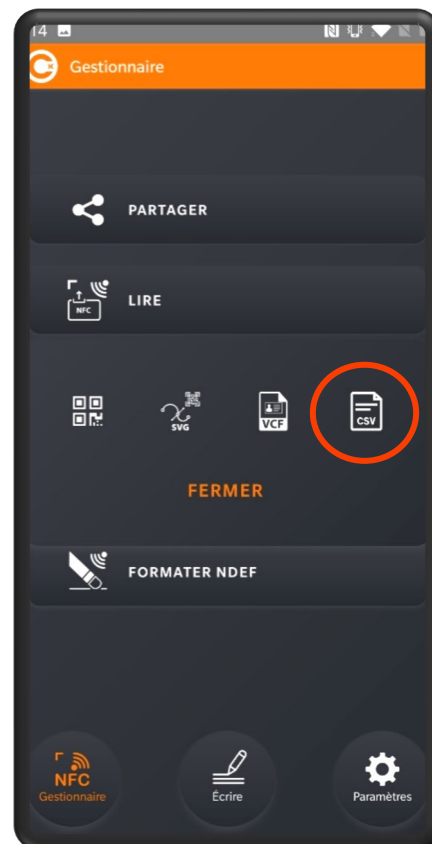 14
Gestionnaire
PARTAGER
NFC
LIRE
SVG
VCF
CSV
FERMER
FORMATER NDEF
NFC
Gestionnaire
Écrire
Paramètres